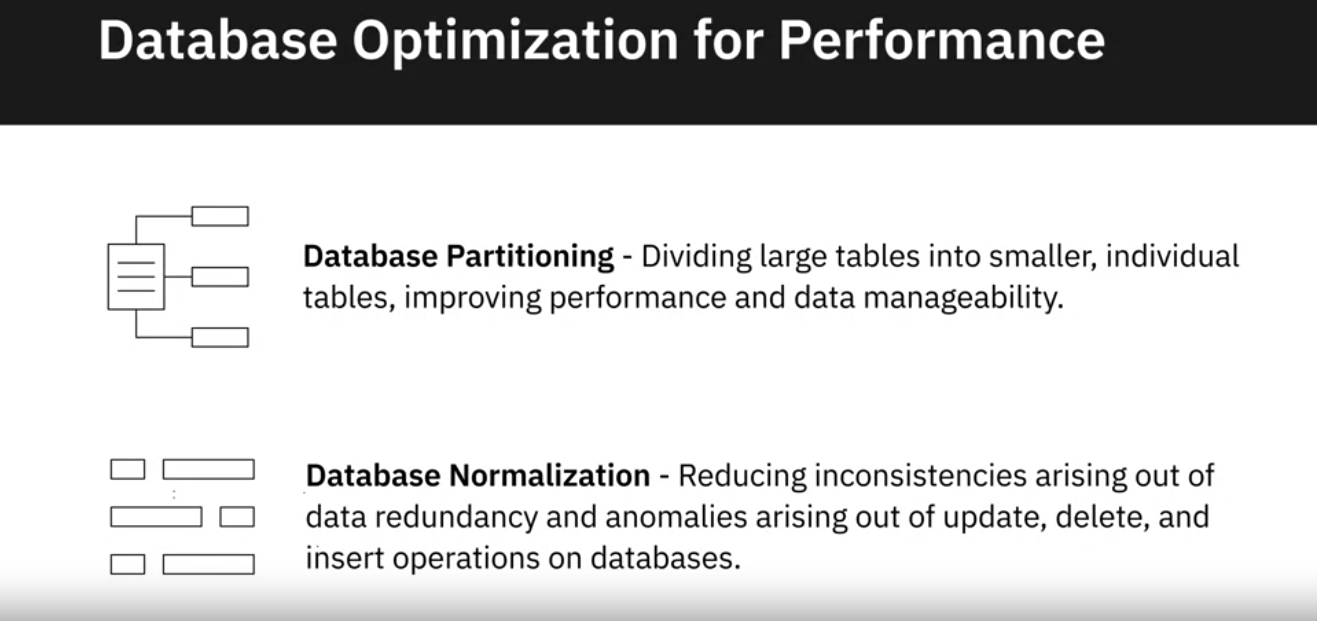 Database Optimization for Performance
Database Partitioning - Dividing large tables into smaller, individual
tables, improving performance and data manageability.
Database Normalization - Reducing inconsistencies arising out of
data redundancy and anomalies arising out of update, delete, and
insert operations on databases.